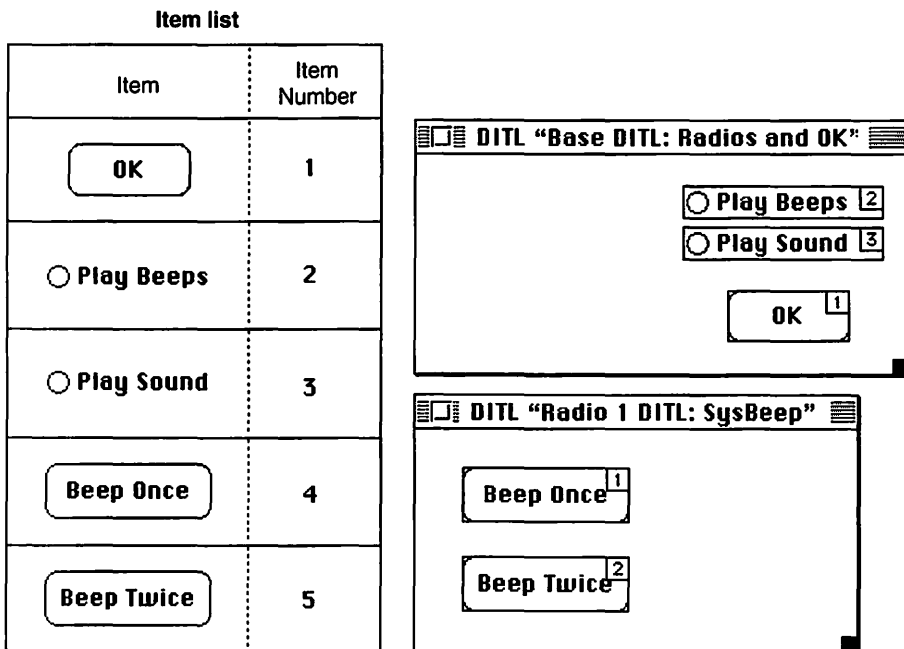 Item list
Item
Item
Number
OK
1
Play Beeps
2
Play Sound
3
Beep Once
4
Beep Twice
5
DITL “Base DITL: Radios and OK”
Play Beeps 2
Play Sound 3
OK 1
DITL “Radio 1 DITL: SysBeep”
Beep Once 1
Beep Twice 2